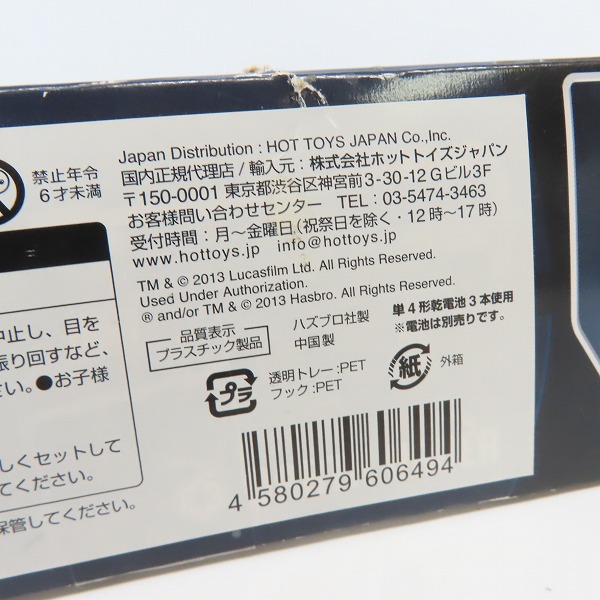 禁止年令
6才未満
Japan Distribution : HOT TOYS JAPAN Co.,Inc.
国内正規代理店 / 輸入元：株式会社ホットトイズジャパン
〒150-0001 東京都渋谷区神宮前3-30-12 Gビル3F
お客様問い合わせセンター TEL：03-5474-3463
受付時間：月～金曜日（祝祭日を除く・12時～17時）
www.hottoys.jp info@hottoys.jp
TM & © 2013 Lucasfilm Ltd. All Rights Reserved.
Used Under Authorization.
® and/or TM & © 2013 Hasbro. All Rights Reserved.
品質表示
プラスチック製品
ハズブロ社製
中国製
単4形乾電池3本使用
※電池は別売りです。
プラ
透明トレー：PET
フック：PET
紙
外箱
4 580279 606494
中止し、目を
振り回すなど、
い。●お子様
しくセットして
てください。
保管してください。